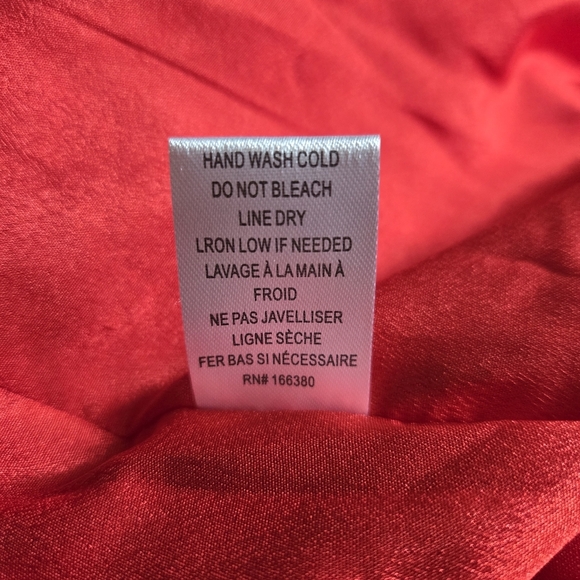 HAND WASH COLD
DO NOT BLEACH
LINE DRY
LRON LOW IF NEEDED
LAVAGE À LA MAIN À
FROID
NE PAS JAVELLISER
LIGNE SÈCHE
FER BAS SI NÉCESSAIRE
RN# 166380